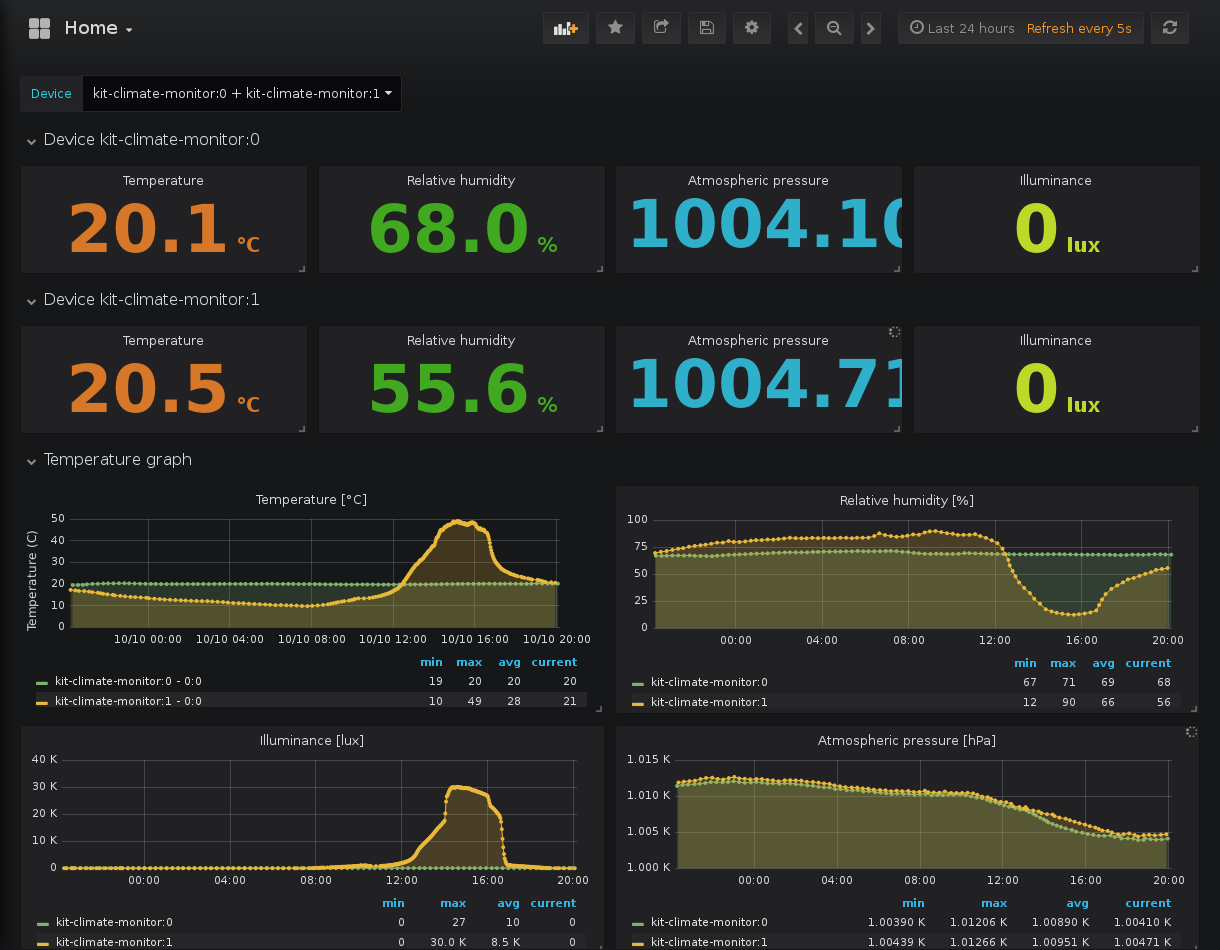 Home
Last 24 hours Refresh every 5s
Device kit-climate-monitor:0 + kit-climate-monitor:1
Device kit-climate-monitor:0
Temperature Relative humidity Atmospheric pressure Illuminance
20.1 °C 68.0 % 1004.10 0 lux
Device kit-climate-monitor:1
Temperature Relative humidity Atmospheric pressure Illuminance
20.5 °C 55.6 % 1004.71 0 lux
Temperature graph
Temperature [°C]
Temperature (C)
50
40
30
20
10
0
10/10 00:00 10/10 04:00 10/10 08:00 10/10 12:00 10/10 16:00 10/10 20:00
min max avg current
kit-climate-monitor:0 - 0:0 19 20 20 20
kit-climate-monitor:1 - 0:0 10 49 28 21
Relative humidity [%]
100
75
50
25
0
00:00 04:00 08:00 12:00 16:00 20:00
min max avg current
kit-climate-monitor:0 67 71 69 68
kit-climate-monitor:1 12 90 66 56
Illuminance [lux]
40 K
30 K
20 K
10 K
0
00:00 04:00 08:00 12:00 16:00 20:00
min max avg current
kit-climate-monitor:0 0 27 10 0
kit-climate-monitor:1 0 30.0 K 8.5 K 0
Atmospheric pressure [hPa]
1.015 K
1.010 K
1.005 K
1.000 K
00:00 04:00 08:00 12:00 16:00 20:00
min max avg current
kit-climate-monitor:0 1.00390 K 1.01206 K 1.00890 K 1.00410 K
kit-climate-monitor:1 1.00439 K 1.01266 K 1.00951 K 1.00471 K